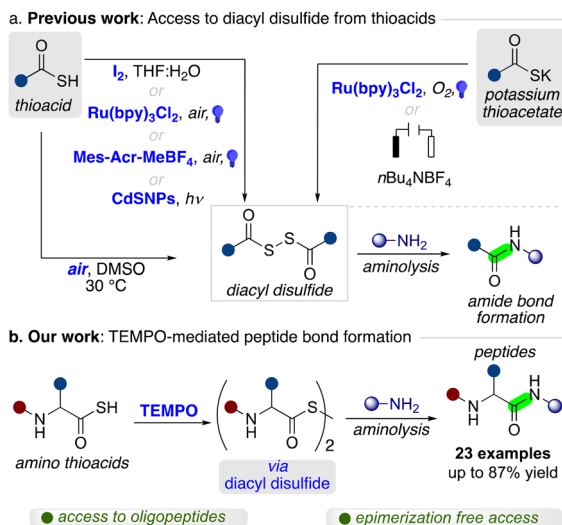 a. Previous work: Access to diacyl disulfide from thioacids
O
SH
thioacid
I2, THF:H2O
or
Ru(bpy)3Cl2, air,
or
Mes-Acr-MeBF4, air,
or
CdSNPs, hν
Ru(bpy)3Cl2, O2,
or
nBu4NBF4
O
SK
potassium
thioacetate
air, DMSO
30 °C
O
S
S
O
diacyl disulfide
NH2
aminolysis
H
N
O
amide bond
formation
b. Our work: TEMPO-mediated peptide bond formation
N
H
SH
O
amino thioacids
TEMPO
N
H
S
O
2
via
diacyl disulfide
NH2
aminolysis
peptides
H
N
N
H
O
23 examples
up to 87% yield
access to oligopeptides
epimerization free access